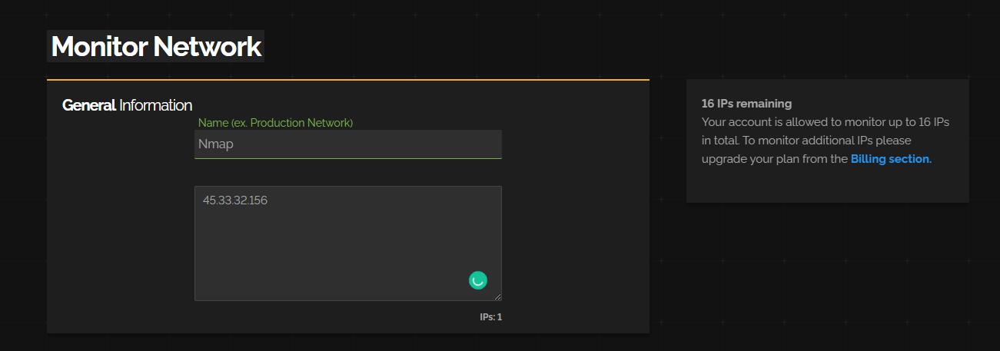 Monitor Network
General Information
Name (ex. Production Network)
Nmap
45.33.32.156
IPs: 1
16 IPs remaining
Your account is allowed to monitor up to 16 IPs
in total. To monitor additional IPs please
upgrade your plan from the Billing section.